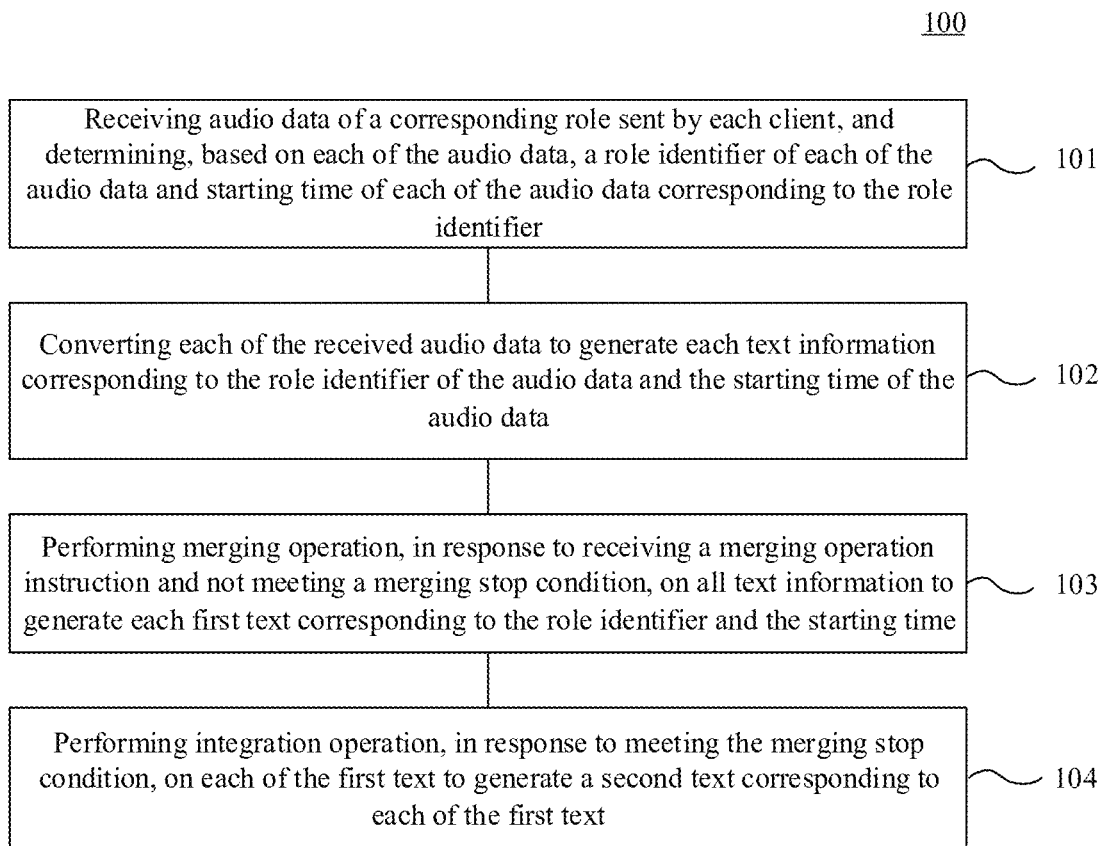 100
Receiving audio data of a corresponding role sent by each client, and
determining, based on each of the audio data, a role identifier of each of the
audio data and starting time of each of the audio data corresponding to the role
identifier
101
Converting each of the received audio data to generate each text information
corresponding to the role identifier of the audio data and the starting time of the
audio data
102
Performing merging operation, in response to receiving a merging operation
instruction and not meeting a merging stop condition, on all text information to
generate each first text corresponding to the role identifier and the starting time
103
Performing integration operation, in response to meeting the merging stop
condition, on each of the first text to generate a second text corresponding to
each of the first text
104